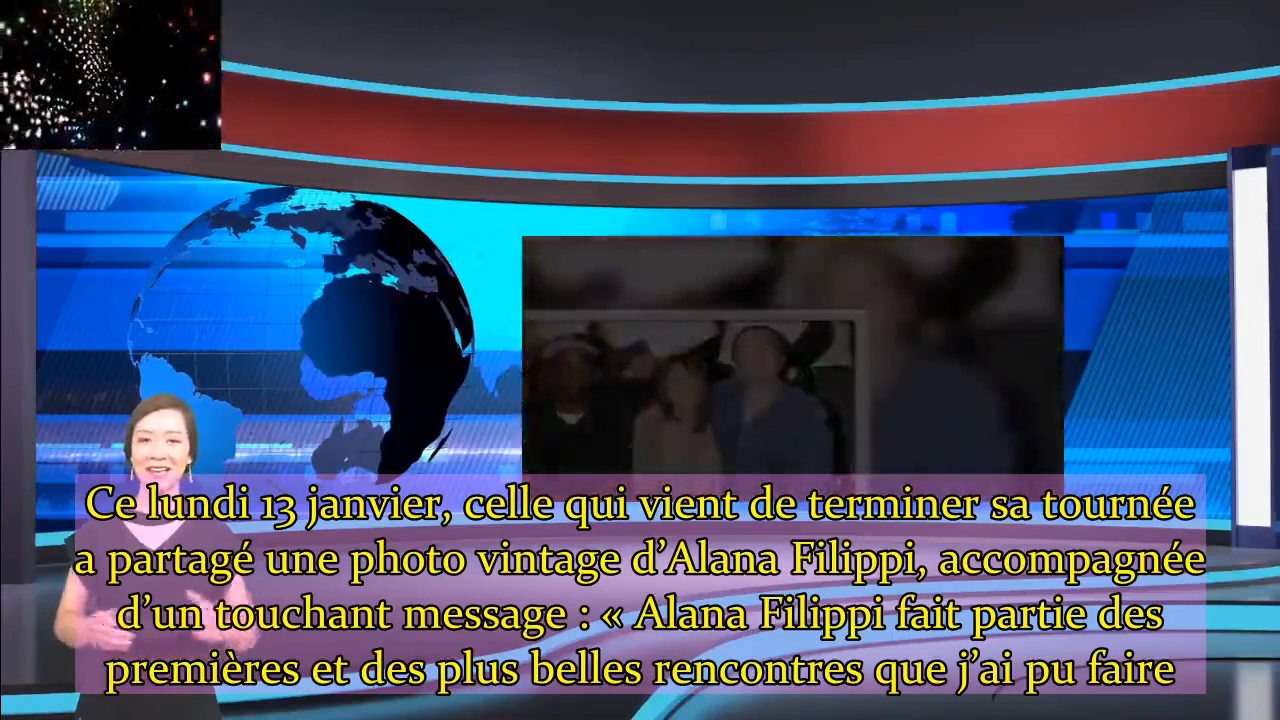 Ce lundi 13 janvier, celle qui vient de terminer sa tournée
a partagé une photo vintage d’Alana Filippi, accompagnée
d’un touchant message : « Alana Filippi fait partie des
premières et des plus belles rencontres que j’ai pu faire